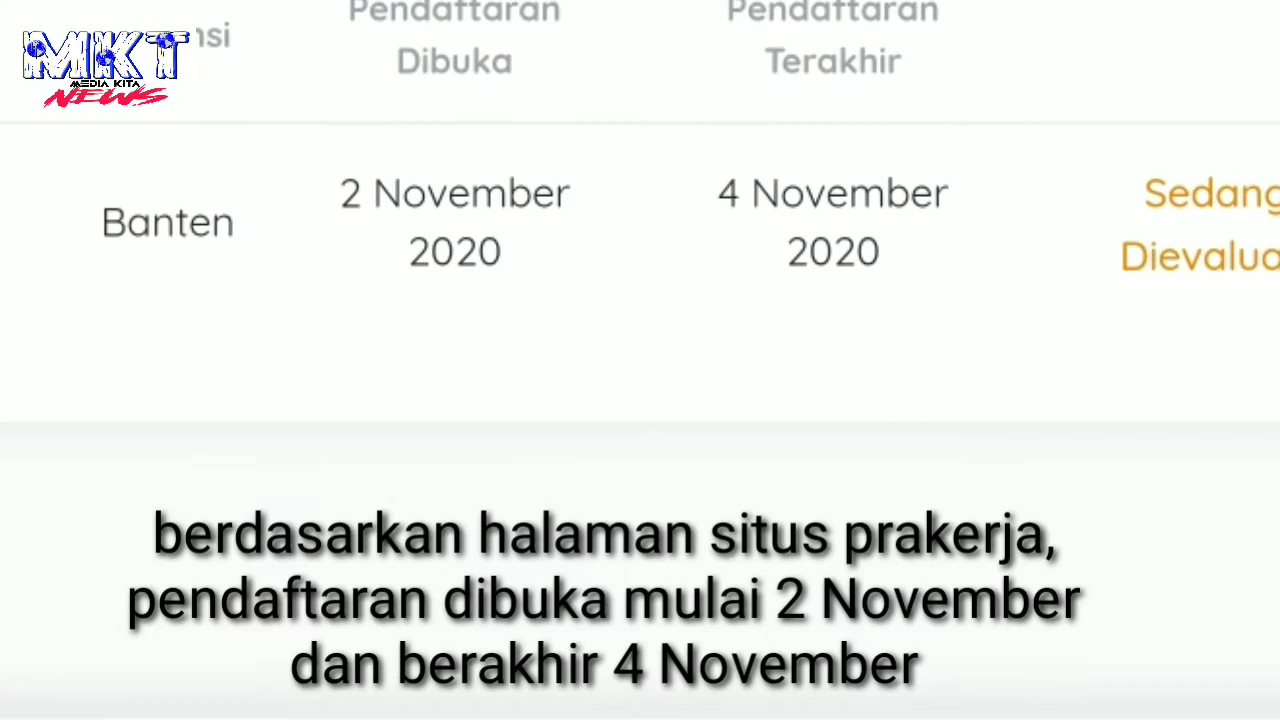 MKT
MEDIA KITA
NEWS
Pendaftaran
Dibuka
Pendaftaran
Terakhir
Banten
2 November
2020
4 November
2020
Sedang
berdasarkan halaman situs prakerja,
pendaftaran dibuka mulai 2 November
dan berakhir 4 November